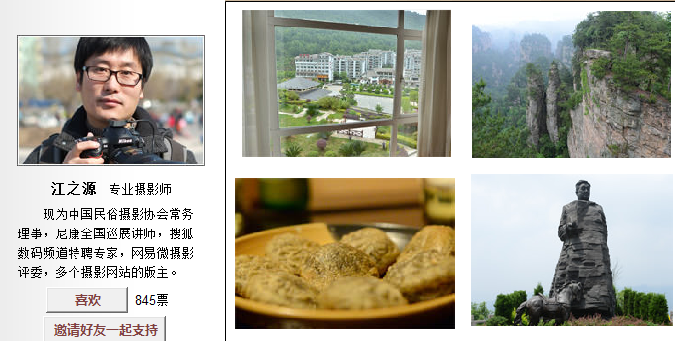 江之源 专业摄影师
现为中国民俗摄影协会常务
理事，尼康全国巡展讲师，搜狐
数码频道特聘专家，网易微摄影
评委，多个摄影网站的版主。
喜欢 845票
邀请好友一起支持